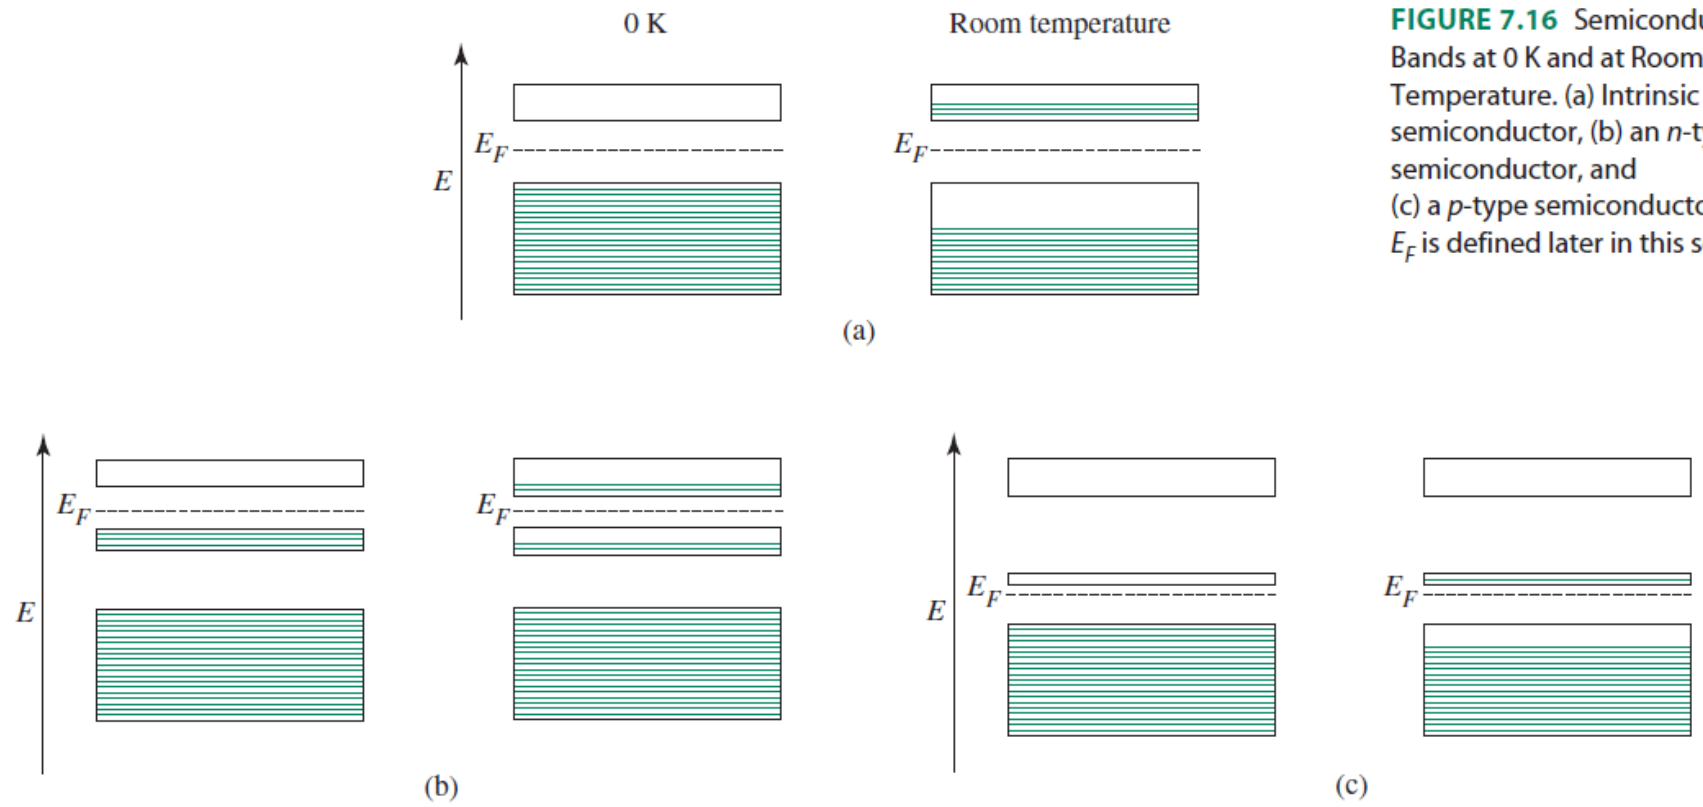 0 K
Room temperature
FIGURE 7.16 Semicondu
Bands at 0 K and at Room
Temperature. (a) Intrinsic
semiconductor, (b) an n-ty
semiconductor, and
(c) a p-type semiconducto
E_F is defined later in this s
E_F
E_F
E
(a)
E_F
E_F
E
E_F
E_F
E
(b)
(c)